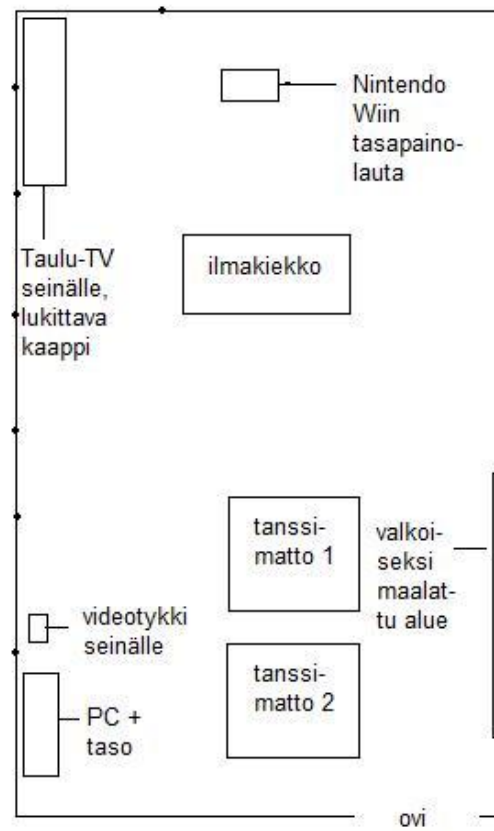 Nintendo
Wiin
tasapaino-
lauta
Taulu-TV
seinälle,
lukittava
kaappi
ilmakiekko
tanssi-
matto 1
valkoi-
seksi
maalat-
tu alue
videotykki
seinälle
tanssi-
matto 2
PC +
taso
ovi